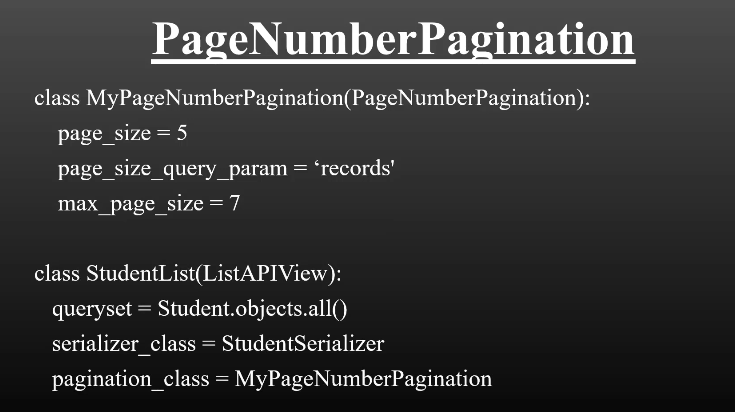 PageNumberPagination
class MyPageNumberPagination(PageNumberPagination):
page_size = 5
page_size_query_param = ‘records'
max_page_size = 7
class StudentList(ListAPIView):
queryset = Student.objects.all()
serializer_class = StudentSerializer
pagination_class = MyPageNumberPagination